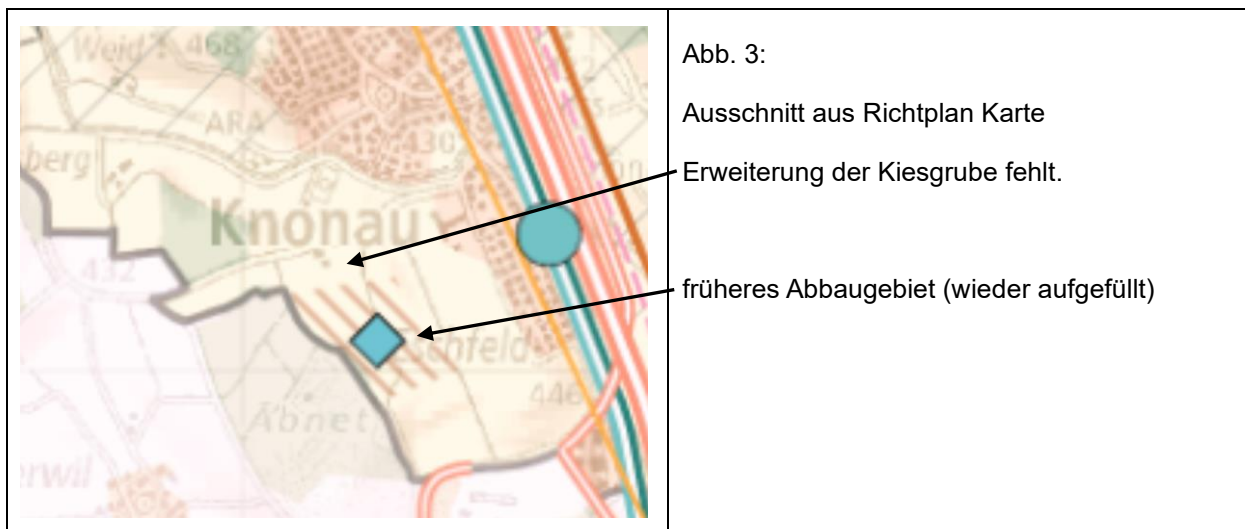 Weid
468
ARA
430
berg
Knonau
432
446
Äbnet
erwil
Abb. 3:
Ausschnitt aus Richtplan Karte
Erweiterung der Kiesgrube fehlt.
früheres Abbaugebiet (wieder aufgefüllt)